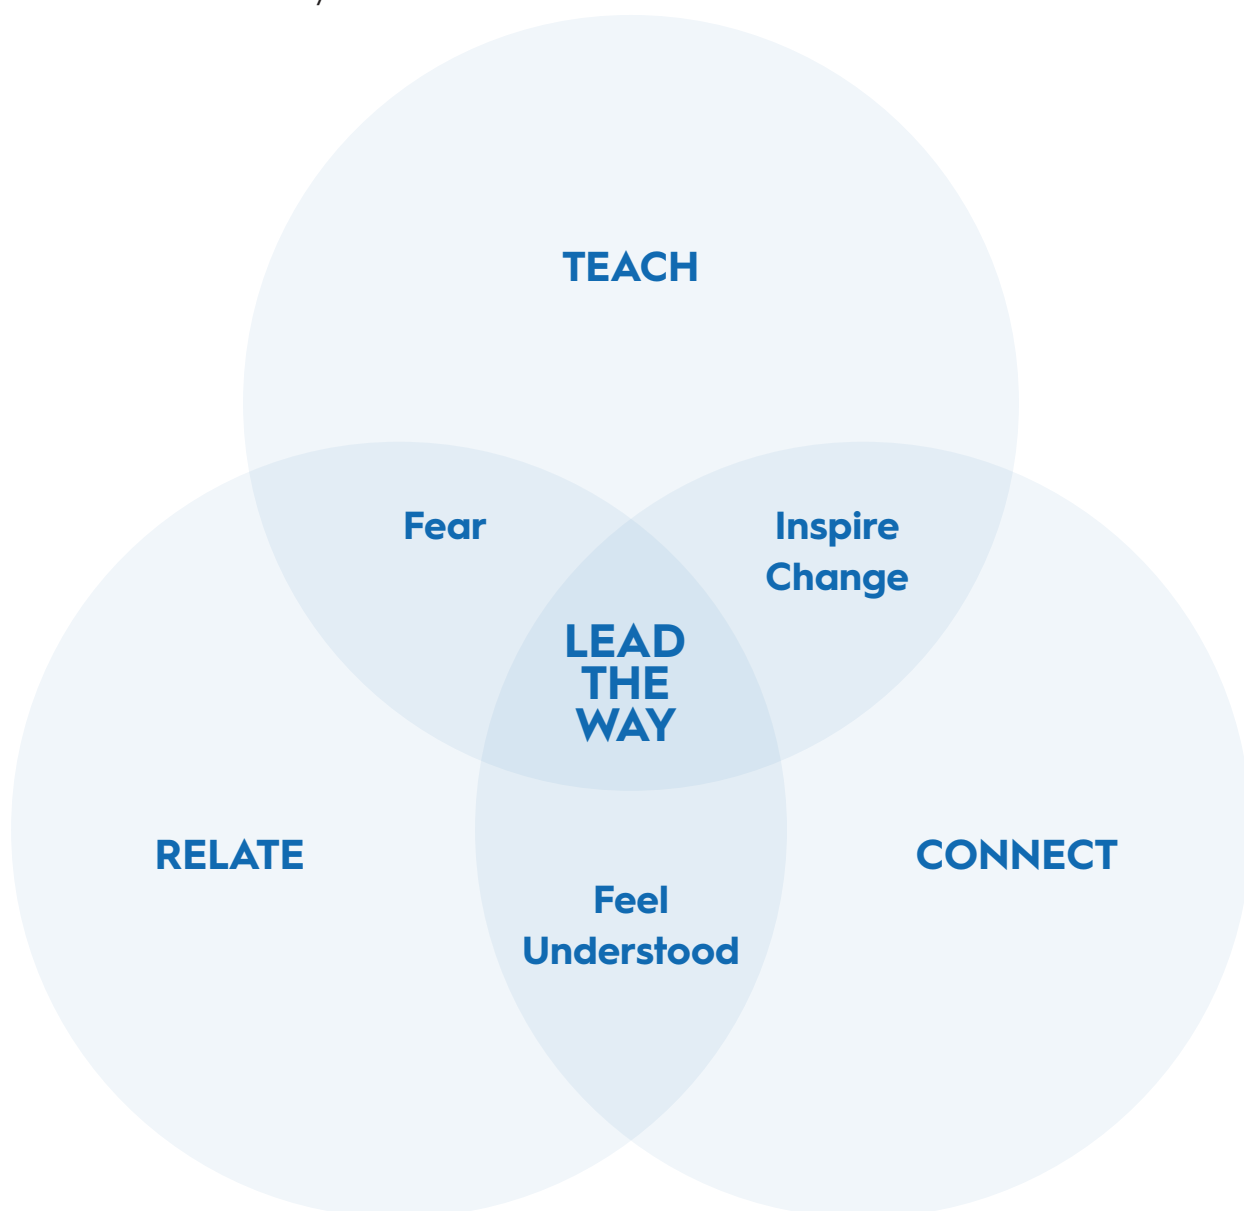 TEACH
Fear
Inspire
Change
LEAD
THE
WAY
RELATE
CONNECT
Feel
Understood